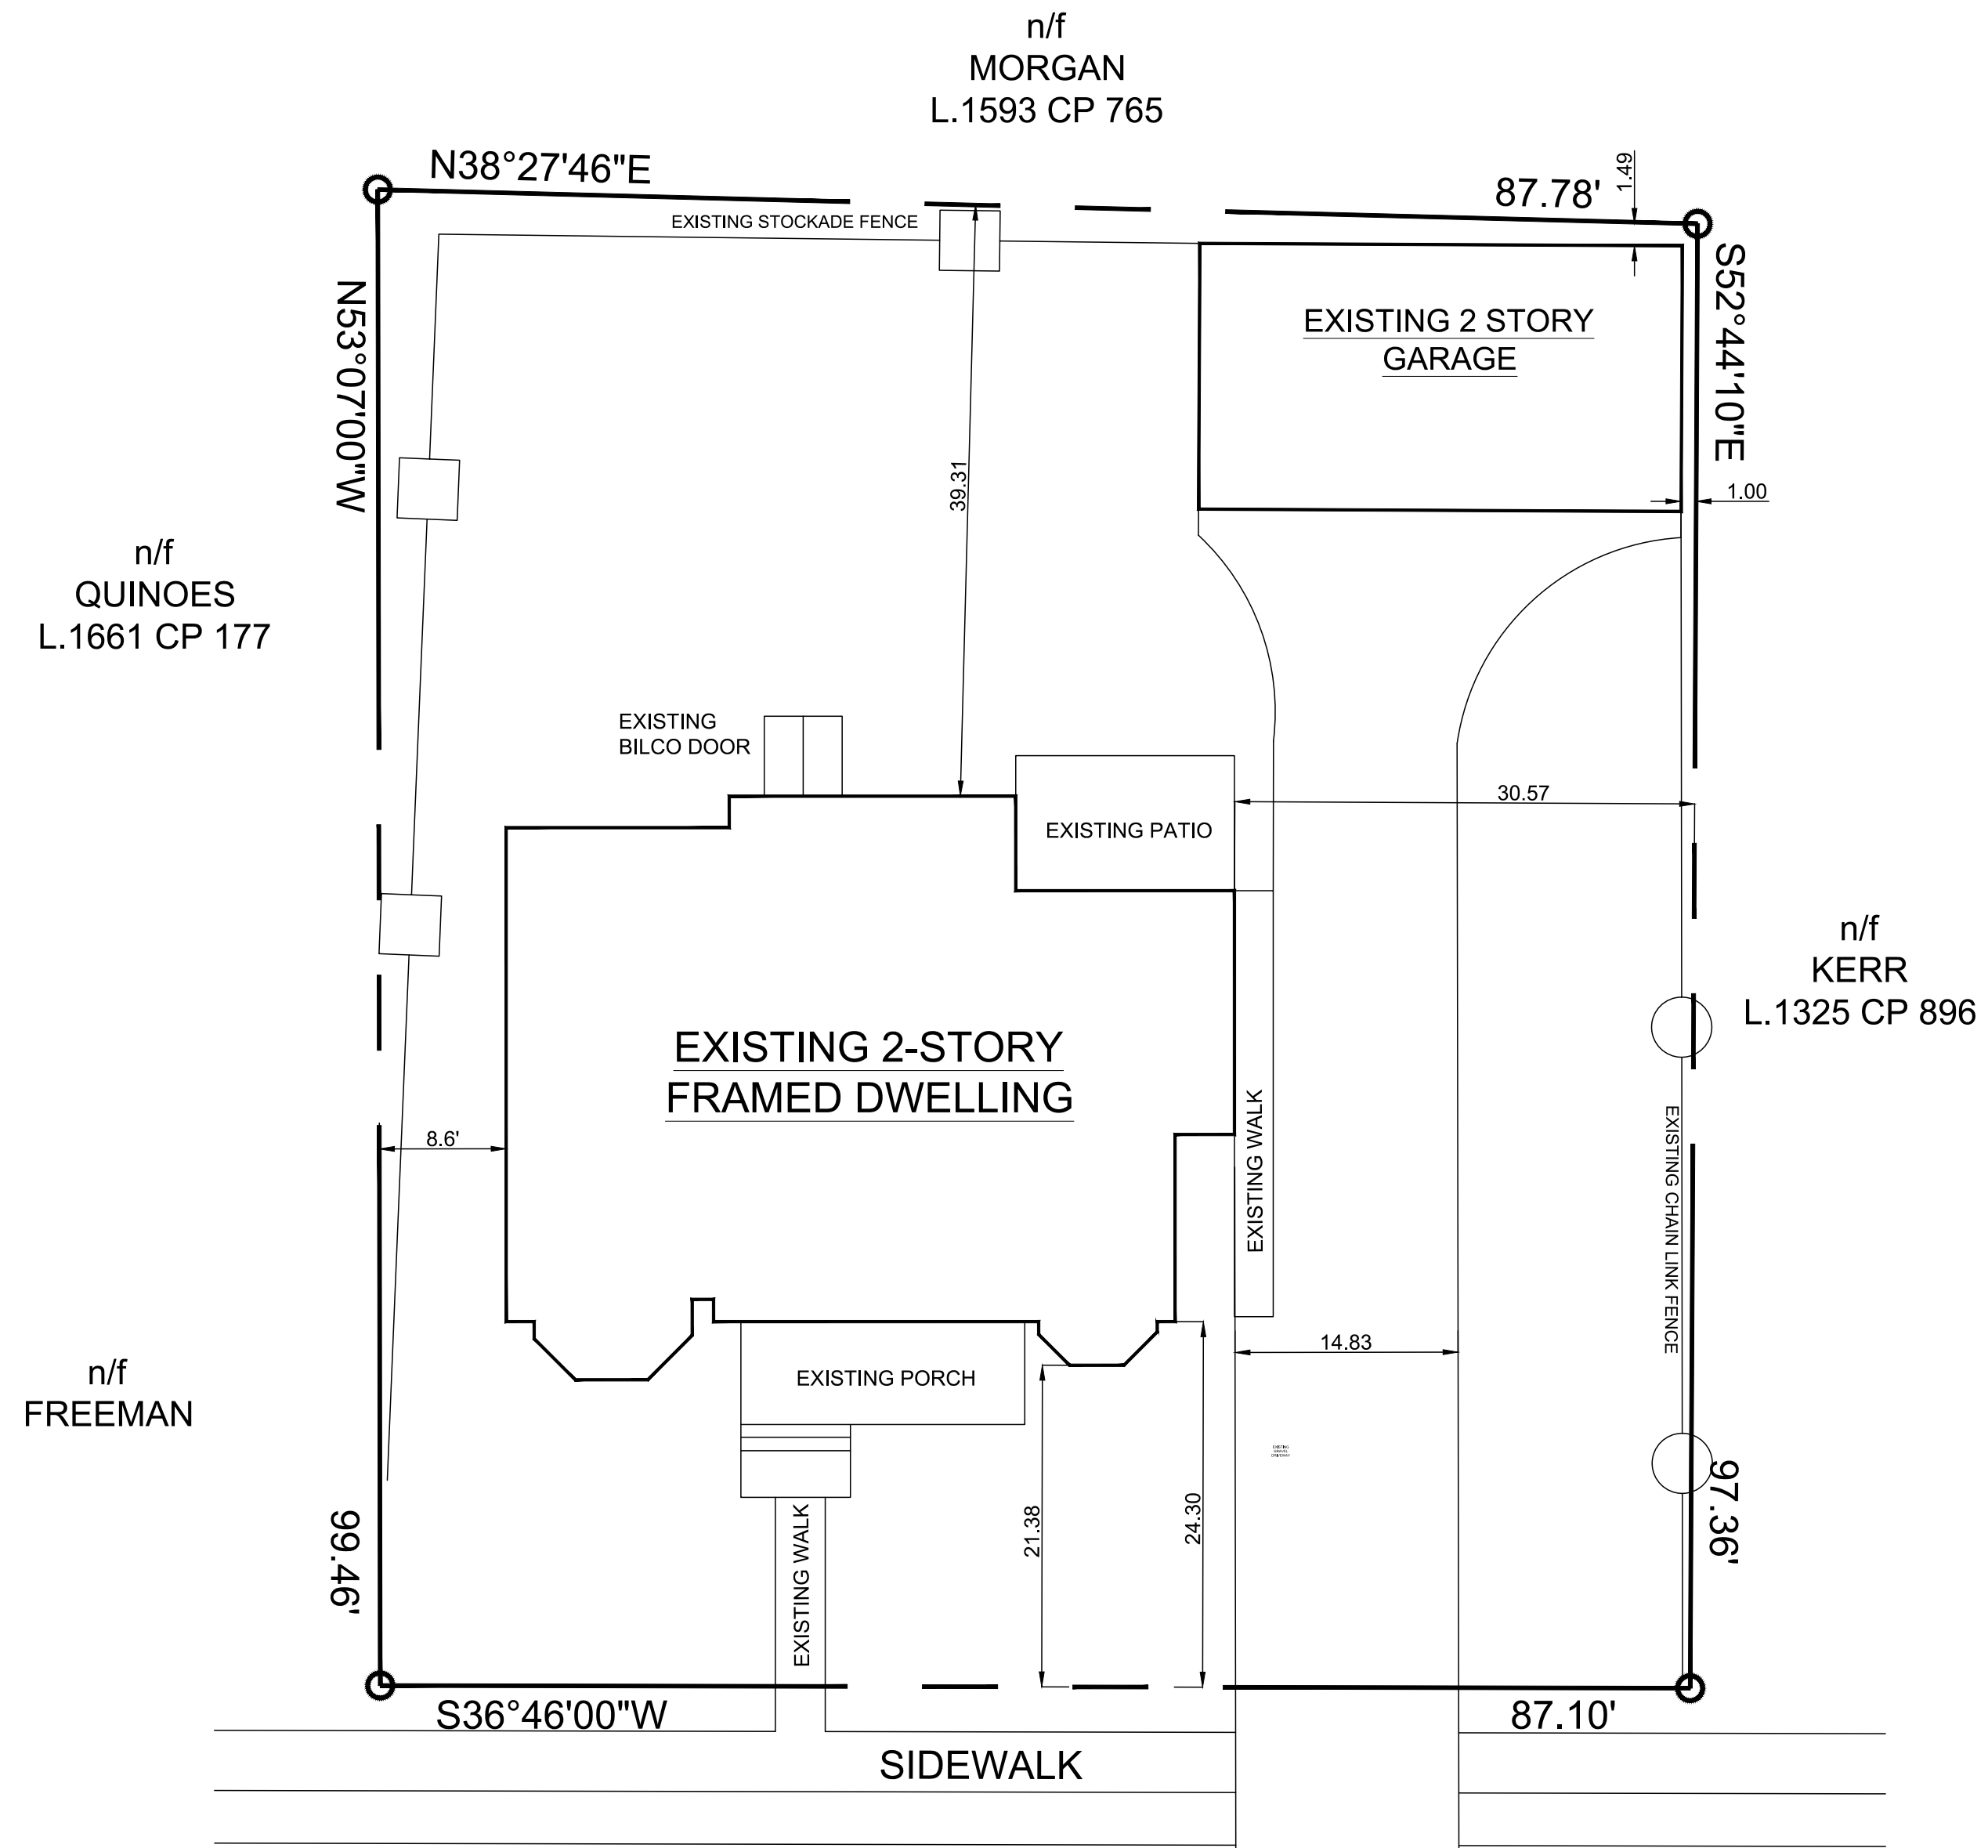 n/f
MORGAN
L.1593 CP 765
N38°27'46"E
87.78'
1.49
EXISTING STOCKADE FENCE
N53°07'00"W
S52°44'10"E
EXISTING 2 STORY
GARAGE
39.31
1.00
n/f
QUINOES
L.1661 CP 177
EXISTING
BILCO DOOR
30.57
EXISTING PATIO
n/f
KERR
L.1325 CP 896
EXISTING 2-STORY
FRAMED DWELLING
8.6'
EXISTING WALK
EXISTING CHAIN LINK FENCE
14.83
n/f
FREEMAN
EXISTING PORCH
EXISTING
GRAVEL
DRIVEWAY
99.46'
97.36'
21.38
24.30
EXISTING WALK
S36°46'00"W
87.10'
SIDEWALK